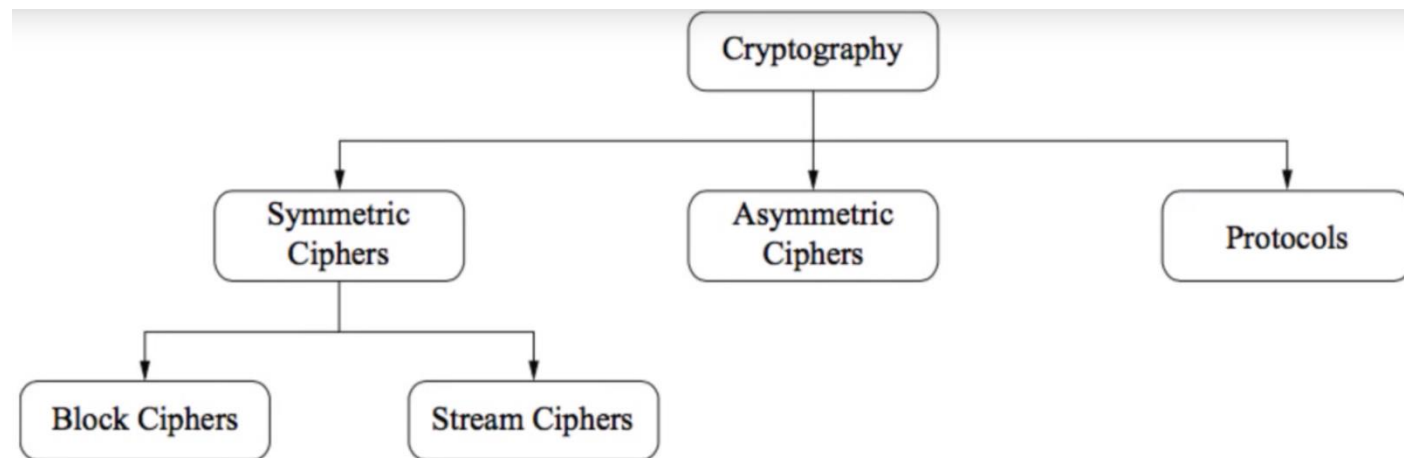 Cryptography
Symmetric
Ciphers
Asymmetric
Ciphers
Protocols
Block Ciphers
Stream Ciphers